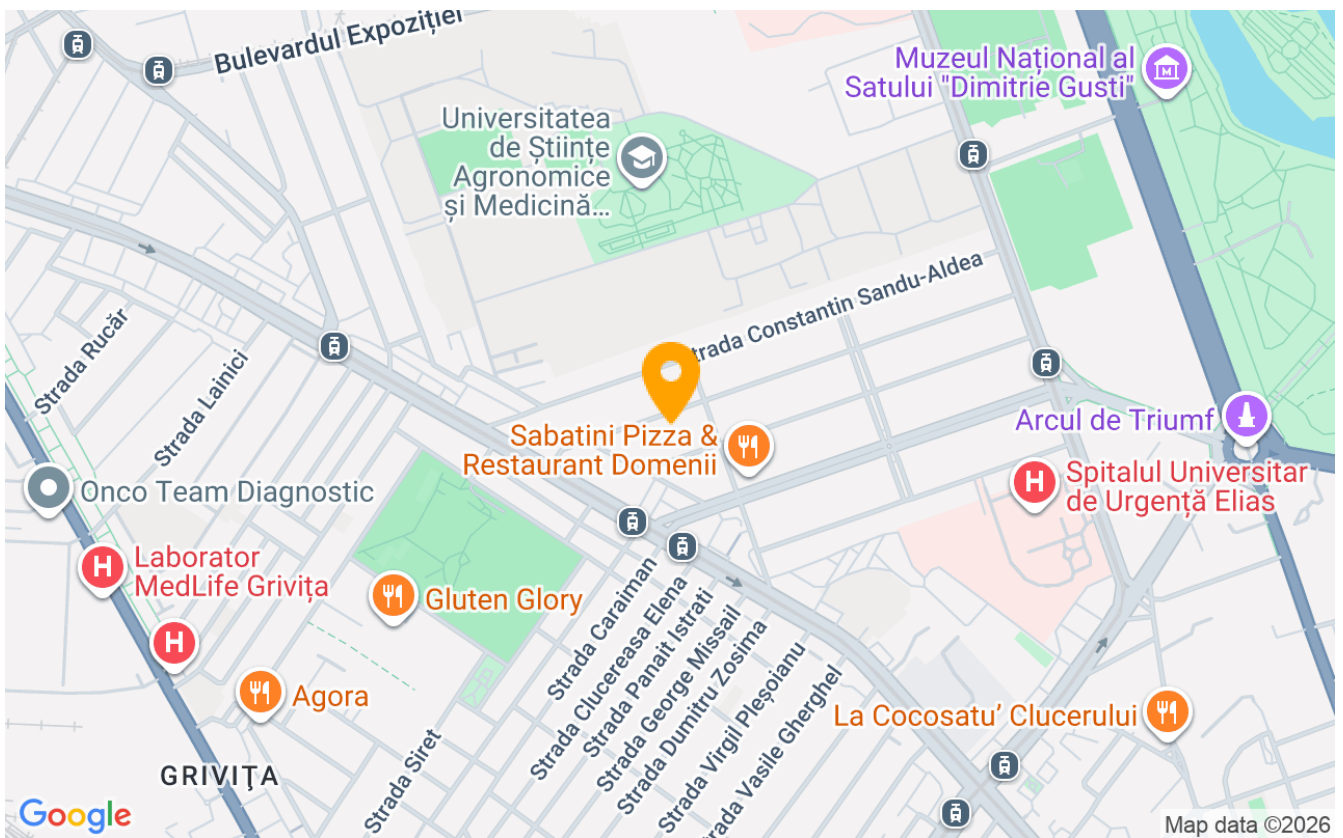 Bulevardul Expoziției
Muzeul Național al
Satului "Dimitrie Gusti"
Universitatea
de Științe
Agronomice
și Medicină...
Strada Constantin Sandu-Aldea
Strada Rucăr
Strada Lainici
Arcul de Triumf
Sabatini Pizza &
Restaurant Domenii
Spitalul Universitar
de Urgență Elias
Onco Team Diagnostic
Laborator
MedLife Grivița
Gluten Glory
Strada Caraiman
Strada Clucereasa Elena
Strada Panait Istrati
Strada George Missail
Strada Dumitru Zosima
Strada Virgil Pleșoianu
Strada Vasile Gherghel
Agora
La Cocosatu’ Clucerului
Strada Siret
GRIVIȚA
Google
Map data ©2026